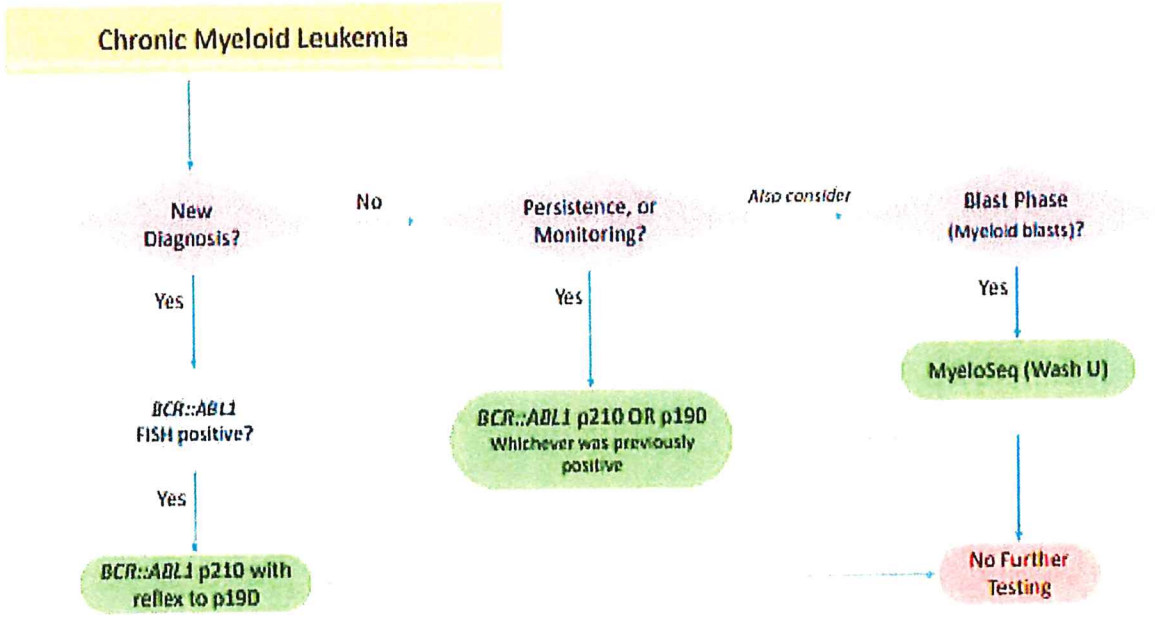 Chronic Myeloid Leukemia
New
Diagnosis?
No
Persistence, or
Monitoring?
Also consider
Blast Phase
(Myeloid blasts)?
Yes
Yes
Yes
MyeloSeq (Wash U)
BCR::ABL1
FISH positive?
BCR::ABL1 p210 OR p190
Whichever was previously
positive
Yes
BCR::ABL1 p210 with
reflex to p190
No Further
Testing